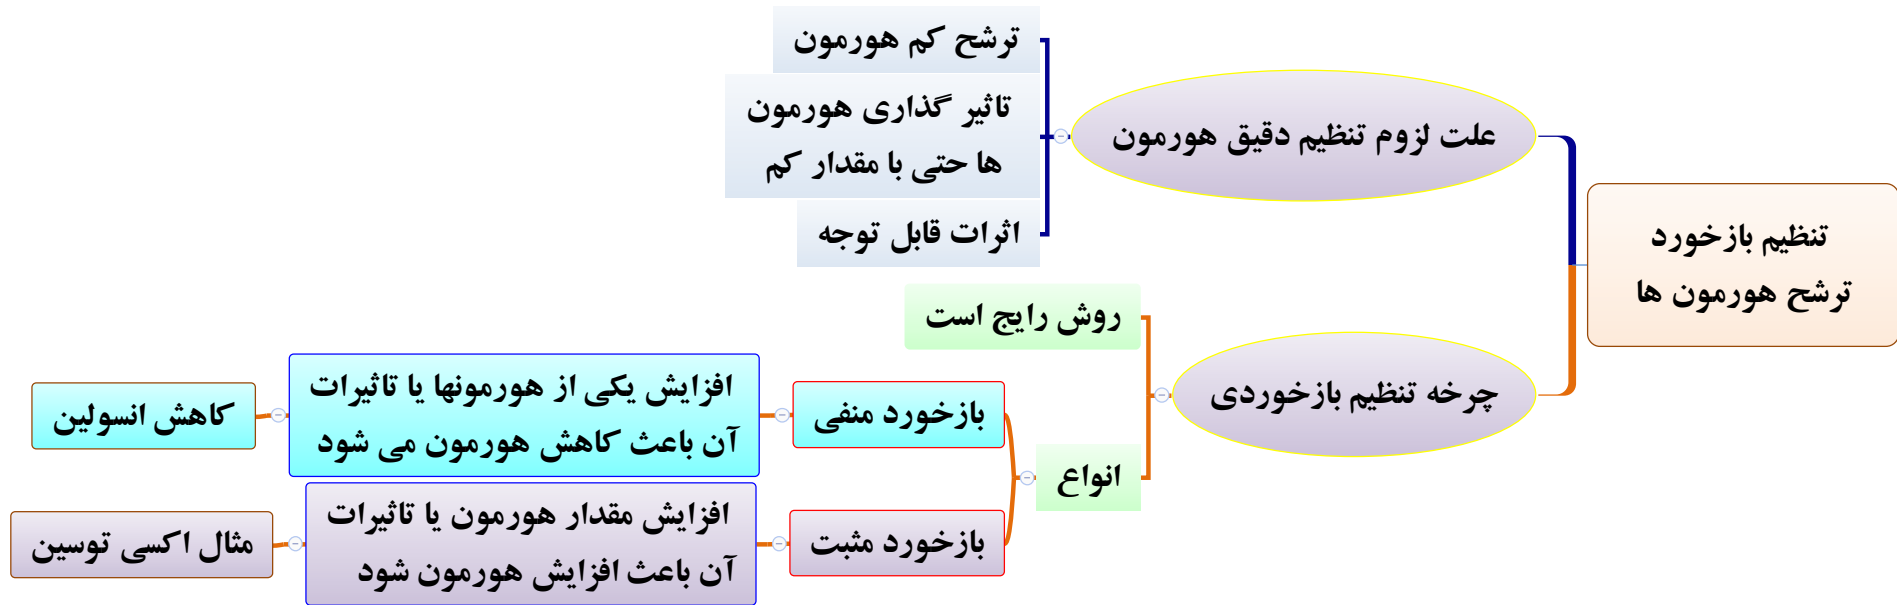 تنظیم بازخورد
ترشح هورمون ها
علت لزوم تنظیم دقیق هورمون
ترشح کم هورمون
تاثیر گذاری هورمون
ها حتی با مقدار کم
اثرات قابل توجه
چرخه تنظیم بازخوردی
روش رایج است
انواع
بازخورد منفی
افزایش یکی از هورمونها یا تاثیرات
آن باعث کاهش هورمون می شود
کاهش انسولین
بازخورد مثبت
افزایش مقدار هورمون یا تاثیرات
آن باعث افزایش هورمون شود
مثال اکسی توسین